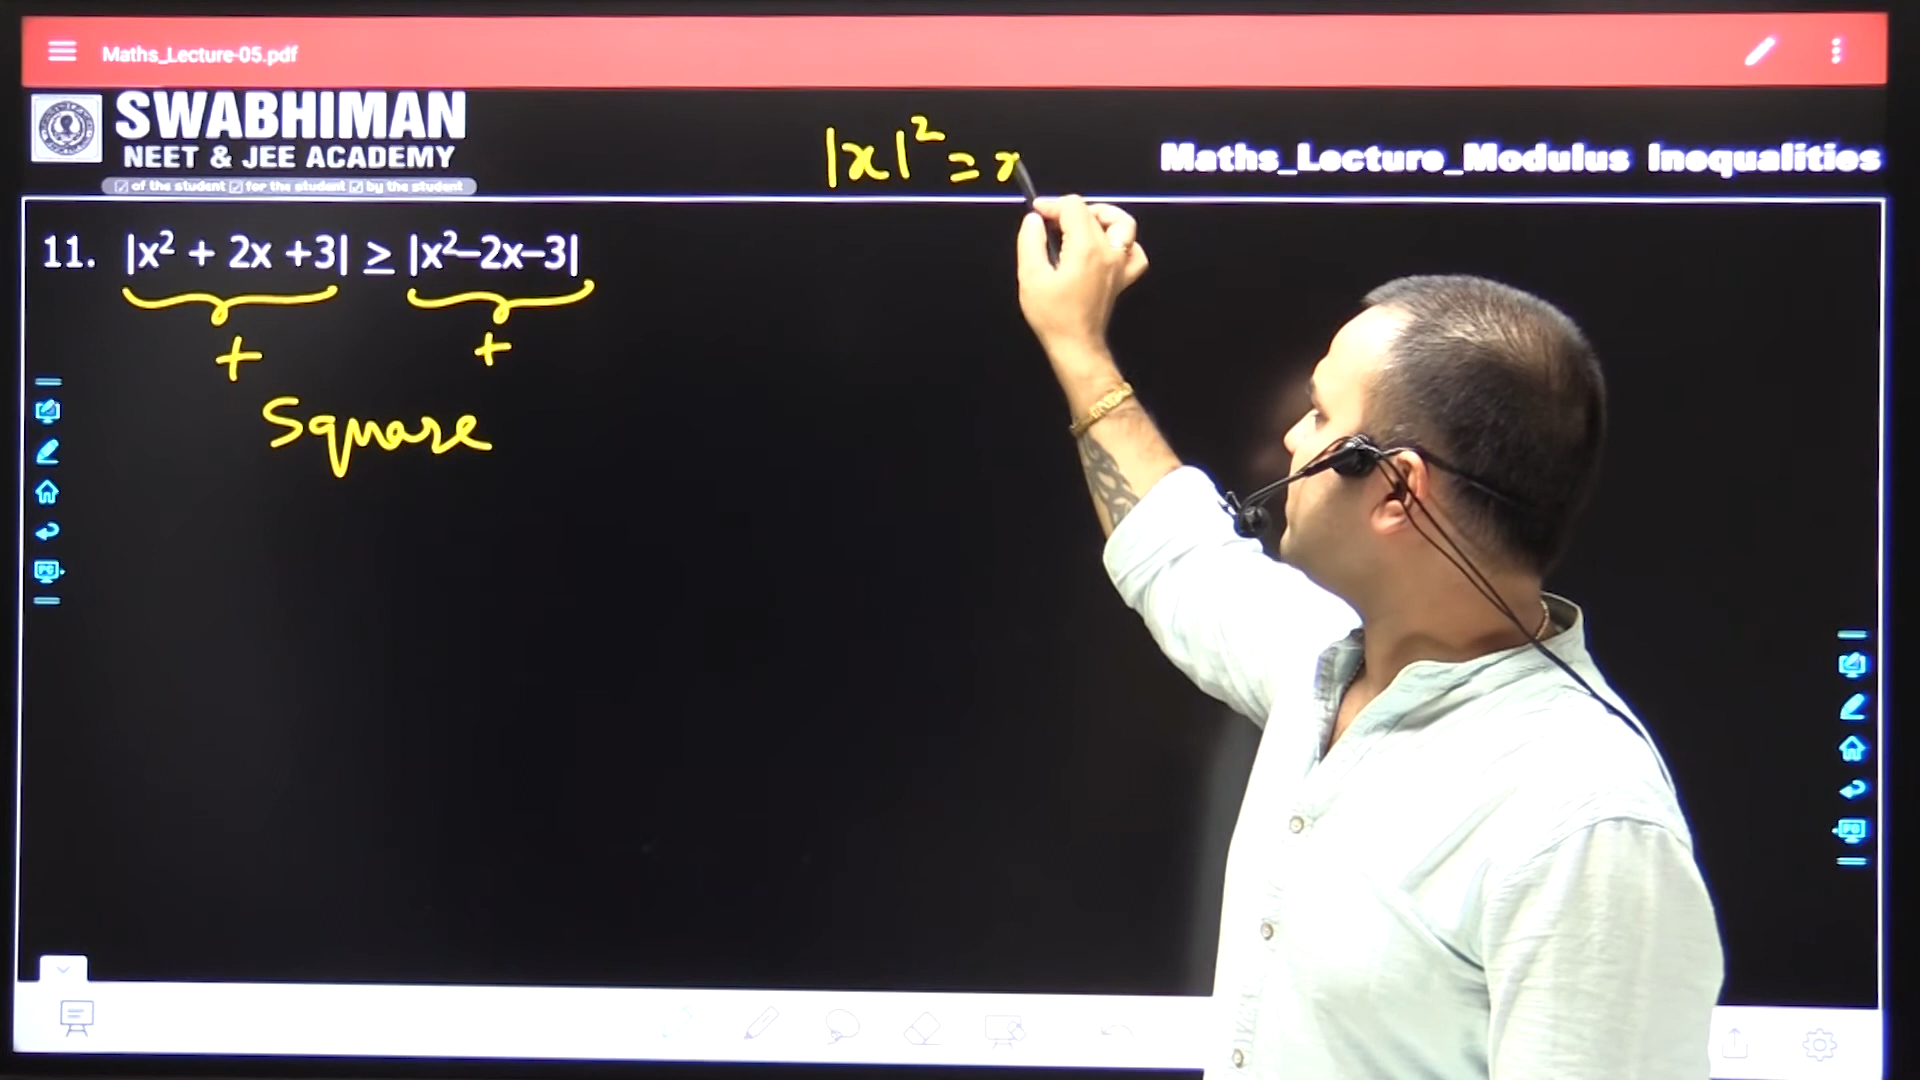 Maths_Lecture-05.pdf
SWABHIMAN
NEET & JEE ACADEMY
of the student for the student by the student
|x|² = x
Maths_Lecture_Modulus Inequalities
11. |x² + 2x +3| ≥ |x²–2x–3|
+ +
Square